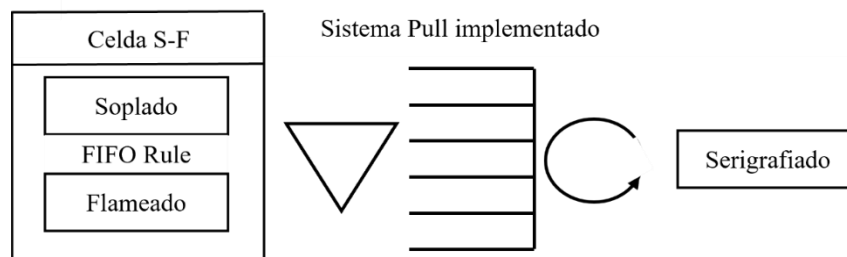 Celda S-F
Sistema Pull implementado
Soplado
FIFO Rule
Flameado
Serigrafiado